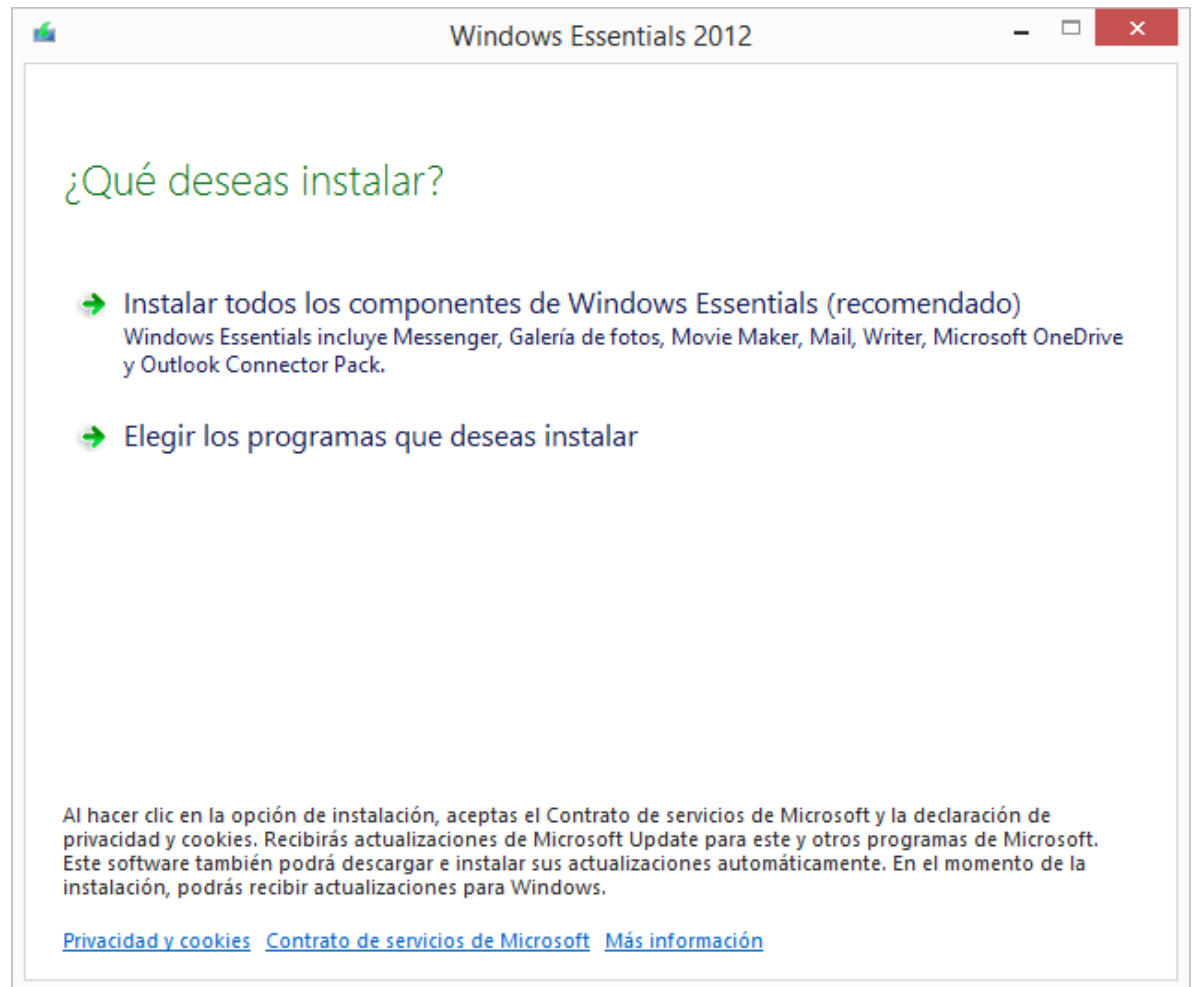 Windows Essentials 2012
¿Qué deseas instalar?
Instalar todos los componentes de Windows Essentials (recomendado)
Windows Essentials incluye Messenger, Galería de fotos, Movie Maker, Mail, Writer, Microsoft OneDrive
y Outlook Connector Pack.
Elegir los programas que deseas instalar
Al hacer clic en la opción de instalación, aceptas el Contrato de servicios de Microsoft y la declaración de
privacidad y cookies. Recibirás actualizaciones de Microsoft Update para este y otros programas de Microsoft.
Este software también podrá descargar e instalar sus actualizaciones automáticamente. En el momento de la
instalación, podrás recibir actualizaciones para Windows.
Privacidad y cookies Contrato de servicios de Microsoft Más información